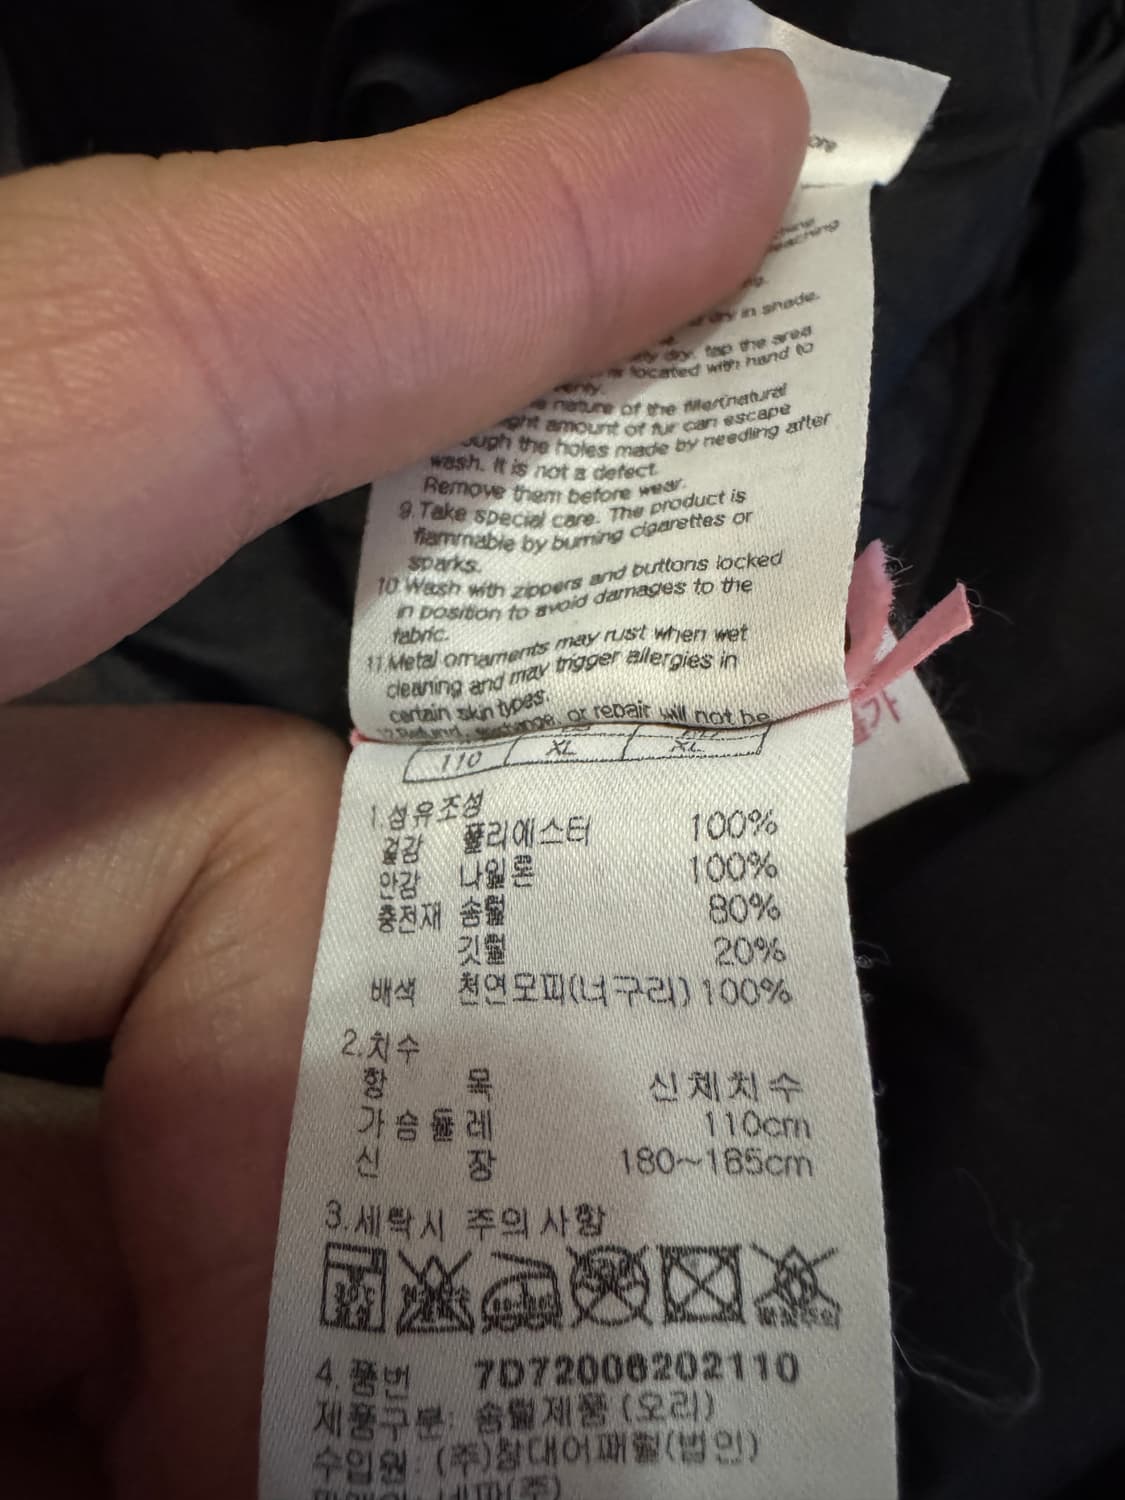 dry in shade.
dry, tap the area
is located with hand to
nature of the filler(natural
amount of fur can escape
the holes made by needling after
wash. It is not a defect.
Remove them before wear.
9.Take special care. The product is
flammable by burning cigarettes or
sparks.
10.Wash with zippers and buttons locked
in position to avoid damages to the
fabric.
11.Metal ornaments may rust when wet
cleaning and may trigger allergies in
certain skin types.
or repair will not be
110 XL XL
1.섬유조성
겉감 폴리에스터 100%
안감 나일론 100%
충전재 솜털 80%
깃털 20%
배색 천연모피(너구리) 100%
2.치수
항 목 신체치수
가슴둘레 110cm
신 장 180~185cm
3.세탁시 주의사항
4.품번 7D72006202110
제품구분: 솜털제품 (오리)
수입원: (주)창대어패럴(법인)